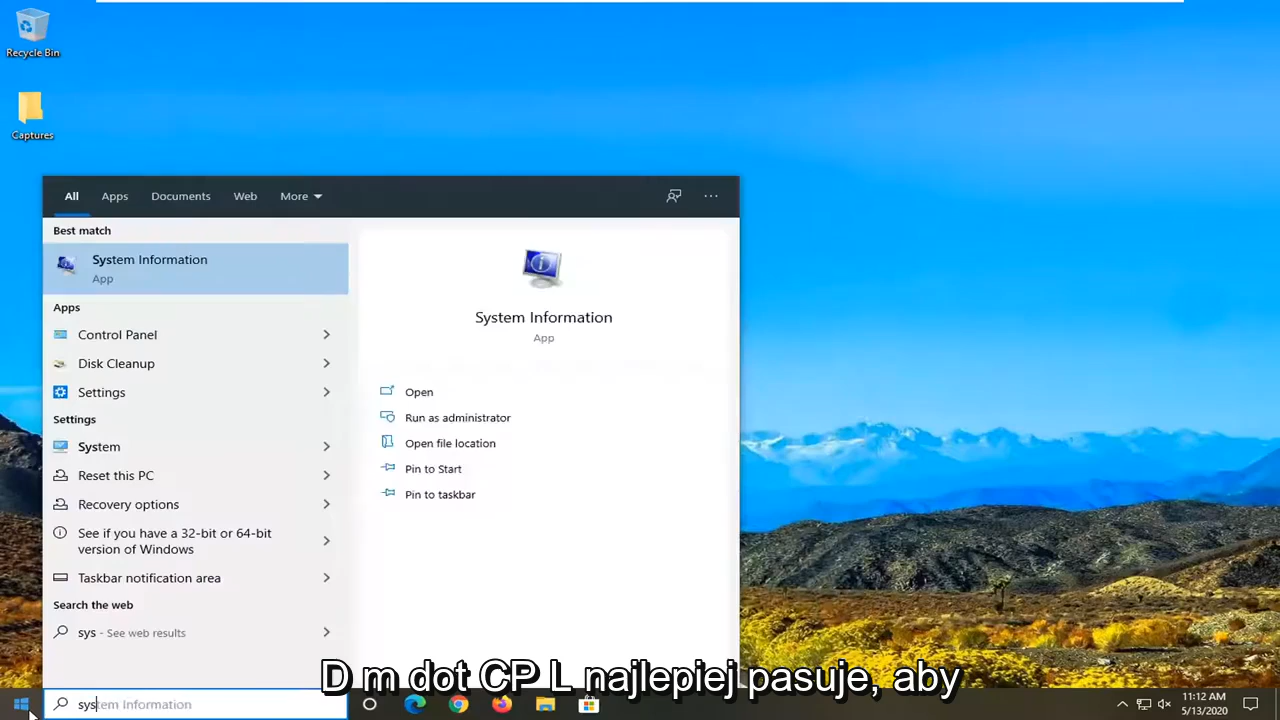 Recycle Bin
Captures
All Apps Documents Web More
Best match
System Information
App
Apps
Control Panel
Disk Cleanup
Settings
Settings
System
Reset this PC
Recovery options
See if you have a 32-bit or 64-bit
version of Windows
Taskbar notification area
Search the web
sys - See web results
System Information
App
Open
Run as administrator
Open file location
Pin to Start
Pin to taskbar
D m dot CP L najlepiej pasuje, aby
system Information
11:12 AM
5/13/2020